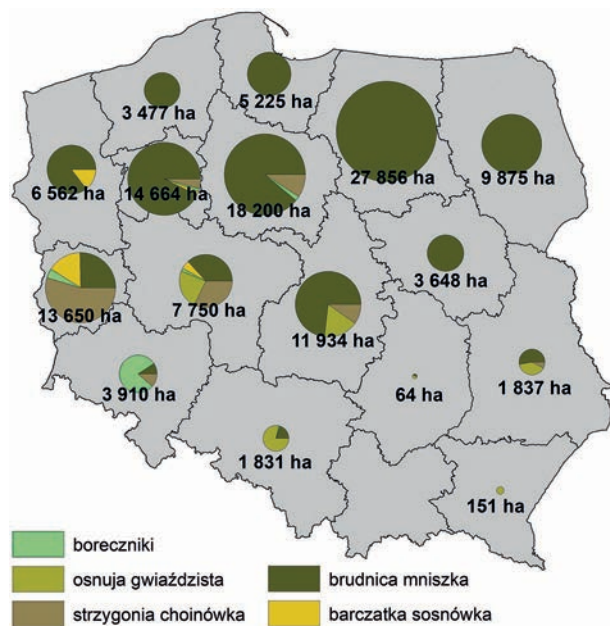 3 477 ha
5 225 ha
27 856 ha
9 875 ha
6 562 ha
14 664 ha
18 200 ha
3 648 ha
13 650 ha
7 750 ha
11 934 ha
3 910 ha
64 ha
1 837 ha
1 831 ha
151 ha
boreczniki
osnuja gwiaździsta
brudnica mniszka
strzygonia choinówka
barczatka sosnówka